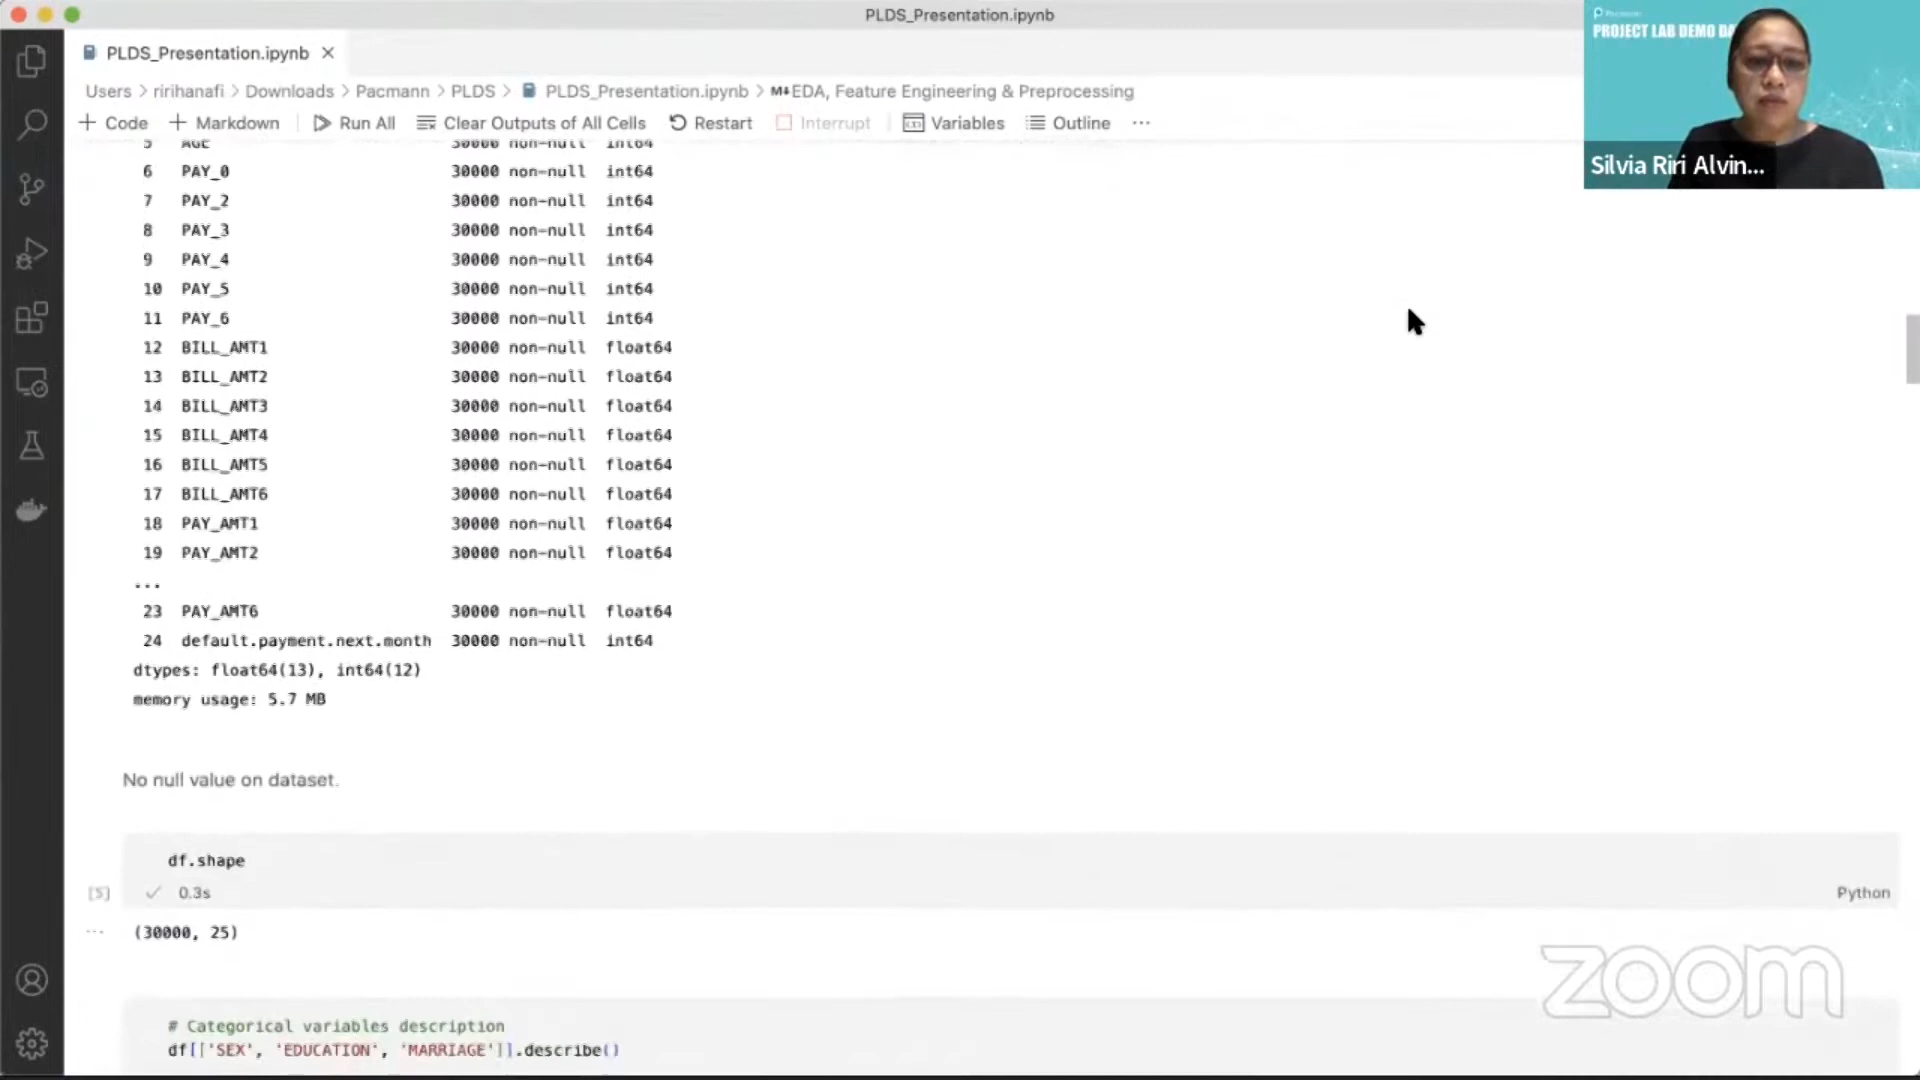 PLDS_Presentation.ipynb
PROJECT LAB DEMO
Silvia Riri Alvin...
PLDS_Presentation.ipynb
Users > ririhanafi > Downloads > Pacmann > PLDS > PLDS_Presentation.ipynb > M↓EDA, Feature Engineering & Preprocessing
+ Code + Markdown Run All Clear Outputs of All Cells Restart Interrupt Variables Outline ...
5 AGE 30000 non-null int64
6 PAY_0 30000 non-null int64
7 PAY_2 30000 non-null int64
8 PAY_3 30000 non-null int64
9 PAY_4 30000 non-null int64
10 PAY_5 30000 non-null int64
11 PAY_6 30000 non-null int64
12 BILL_AMT1 30000 non-null float64
13 BILL_AMT2 30000 non-null float64
14 BILL_AMT3 30000 non-null float64
15 BILL_AMT4 30000 non-null float64
16 BILL_AMT5 30000 non-null float64
17 BILL_AMT6 30000 non-null float64
18 PAY_AMT1 30000 non-null float64
19 PAY_AMT2 30000 non-null float64
...
23 PAY_AMT6 30000 non-null float64
24 default.payment.next.month 30000 non-null int64
dtypes: float64(13), int64(12)
memory usage: 5.7 MB
No null value on dataset.
df.shape
[5] ✓ 0.3s Python
... (30000, 25)
zoom
# Categorical variables description
df[['SEX', 'EDUCATION', 'MARRIAGE']].describe()